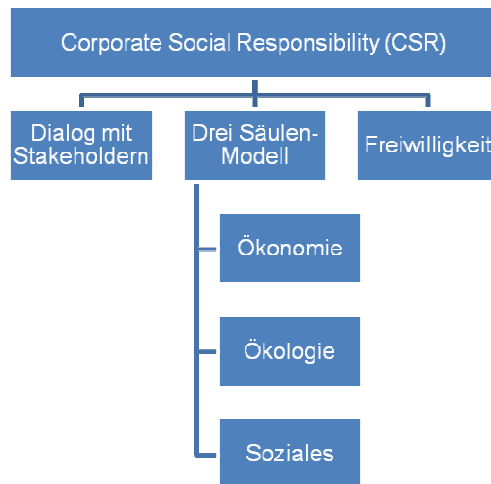 Corporate Social Responsibility (CSR)
Dialog mit
Stakeholdern
Drei Säulen-
Modell
Freiwilligkeit
Ökonomie
Ökologie
Soziales